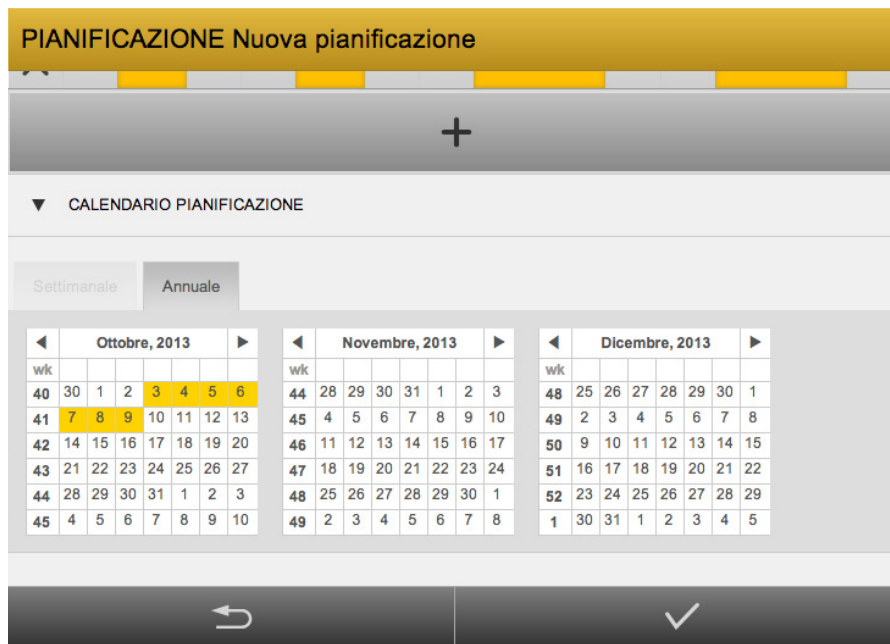 PIANIFICAZIONE Nuova pianificazione
+
CALENDARIO PIANIFICAZIONE
Settimanale Annuale
Ottobre, 2013
wk
40 30 1 2 3 4 5 6
41 7 8 9 10 11 12 13
42 14 15 16 17 18 19 20
43 21 22 23 24 25 26 27
44 28 29 30 31 1 2 3
45 4 5 6 7 8 9 10
Novembre, 2013
wk
44 28 29 30 31 1 2 3
45 4 5 6 7 8 9 10
46 11 12 13 14 15 16 17
47 18 19 20 21 22 23 24
48 25 26 27 28 29 30 1
49 2 3 4 5 6 7 8
Dicembre, 2013
wk
48 25 26 27 28 29 30 1
49 2 3 4 5 6 7 8
50 9 10 11 12 13 14 15
51 16 17 18 19 20 21 22
52 23 24 25 26 27 28 29
1 30 31 1 2 3 4 5